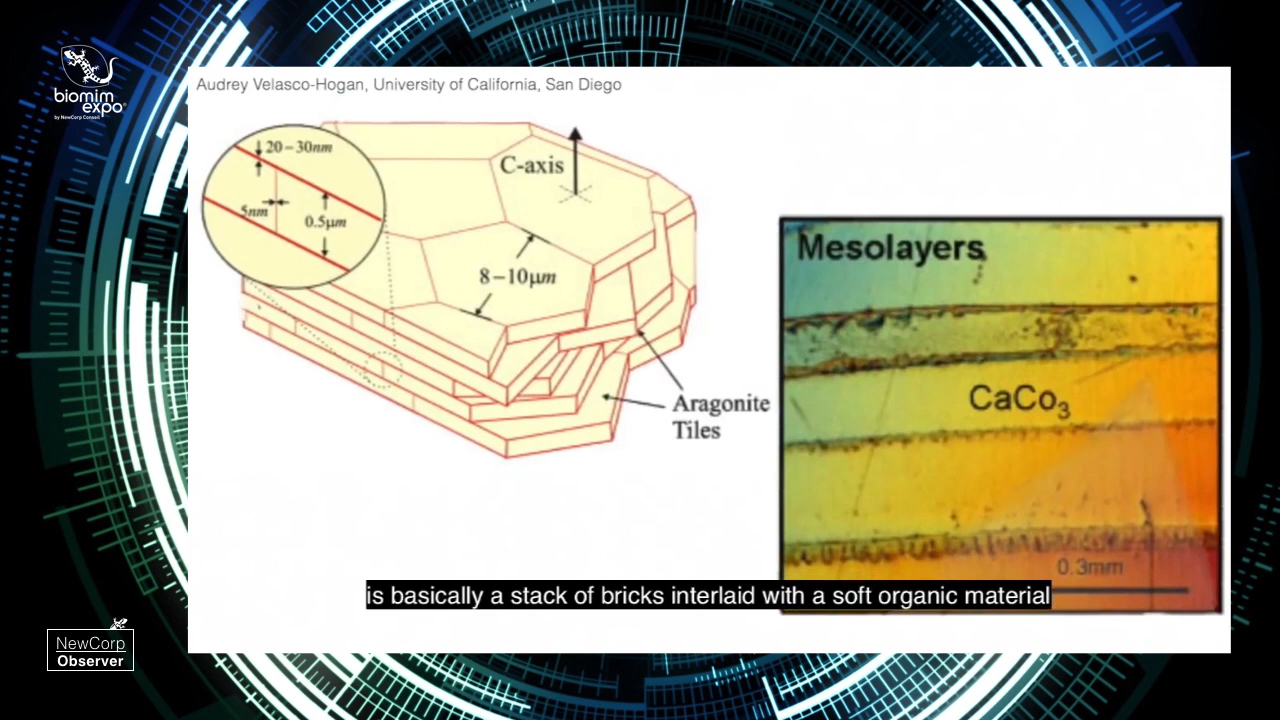 biomim
expo
by NewCorp Conseil
Audrey Velasco-Hogan, University of California, San Diego
20–30nm
5nm
0.5μm
C-axis
8–10μm
Aragonite
Tiles
Mesolayers
CaCo₃
0.3mm
is basically a stack of bricks interlaid with a soft organic material
NewCorp
Observer